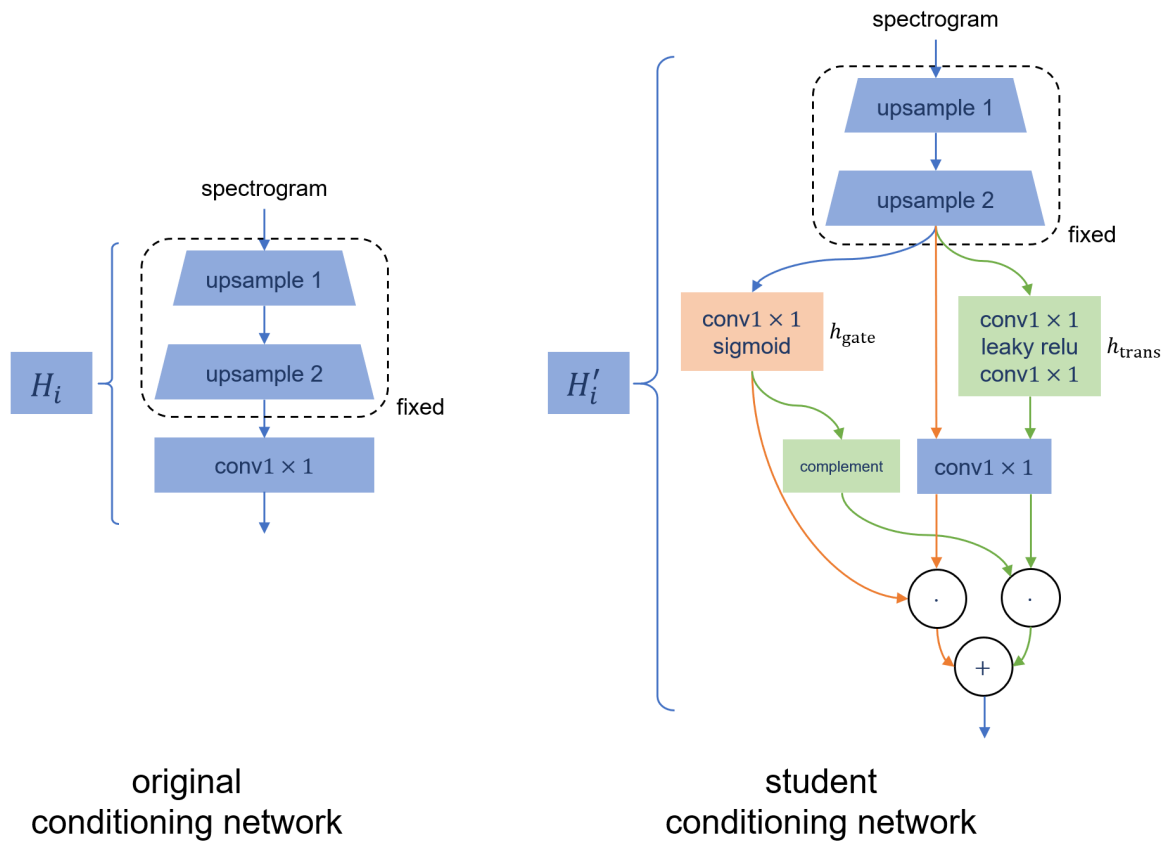 spectrogram
upsample 1
upsample 2
fixed
H_i
conv1 × 1
original
conditioning network
spectrogram
upsample 1
upsample 2
fixed
conv1 × 1
sigmoid
h_gate
conv1 × 1
leaky relu
conv1 × 1
h_trans
H'_i
complement
conv1 × 1
·
·
+
student
conditioning network